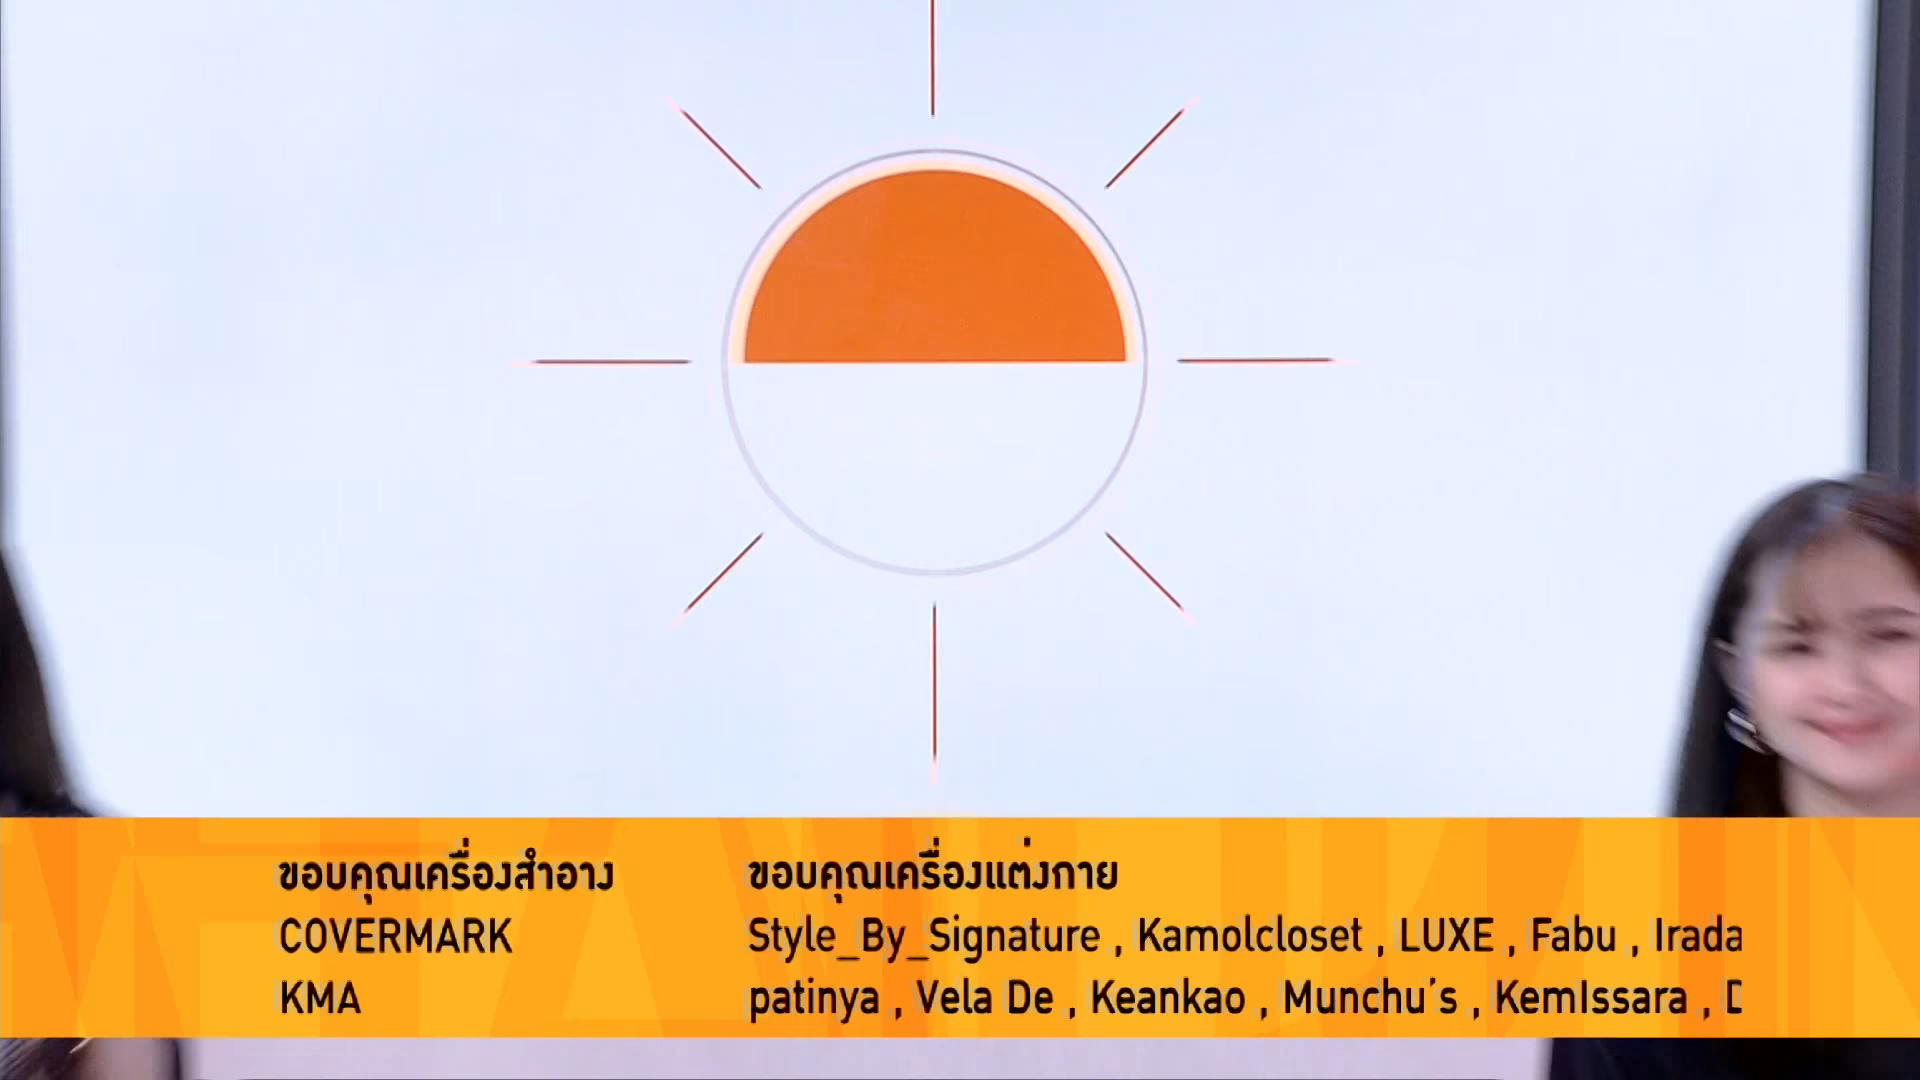 ขอบคุณเครื่องสำอาง
COVERMARK
KMA
ขอบคุณเครื่องแต่งกาย
Style_By_Signature , Kamolcloset , LUXE , Fabu , Irada
patinya , Vela De , Keankao , Munchu's , KemIssara ,